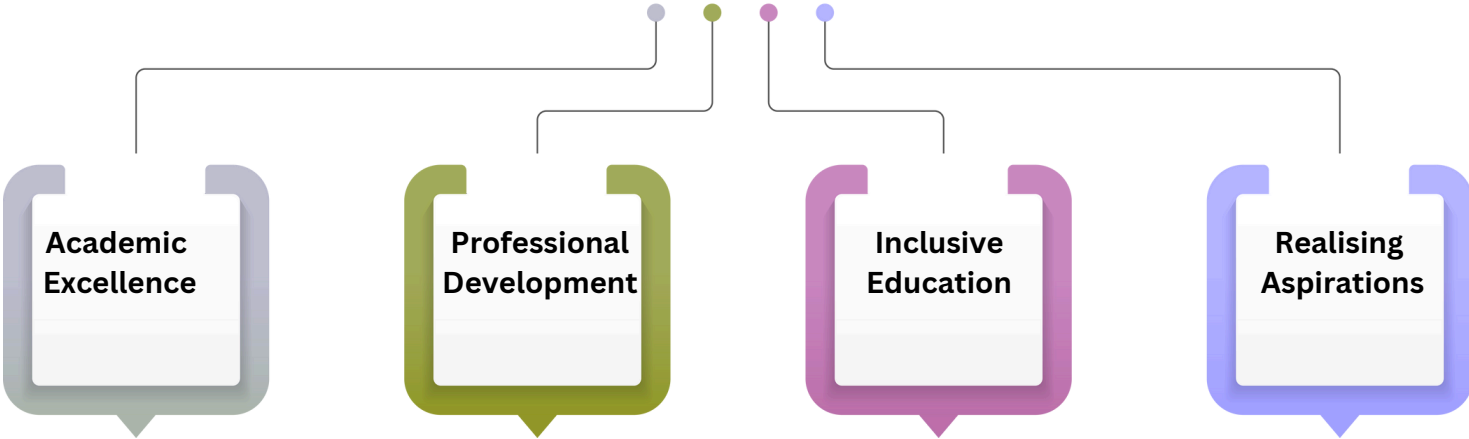 Academic
Excellence
Professional
Development
Inclusive
Education
Realising
Aspirations